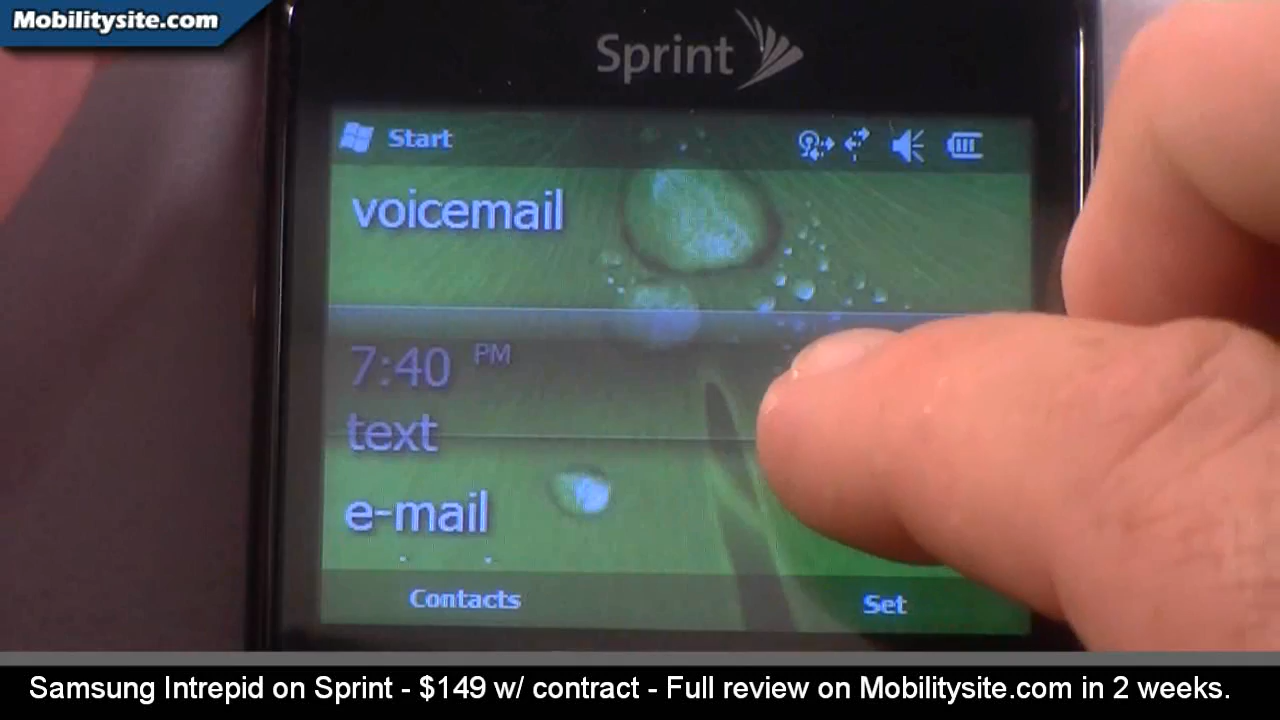 Mobilitysite.com
Sprint
Start
voicemail
7:40 PM
text
e-mail
Contacts
Set
Samsung Intrepid on Sprint - $149 w/ contract - Full review on Mobilitysite.com in 2 weeks.